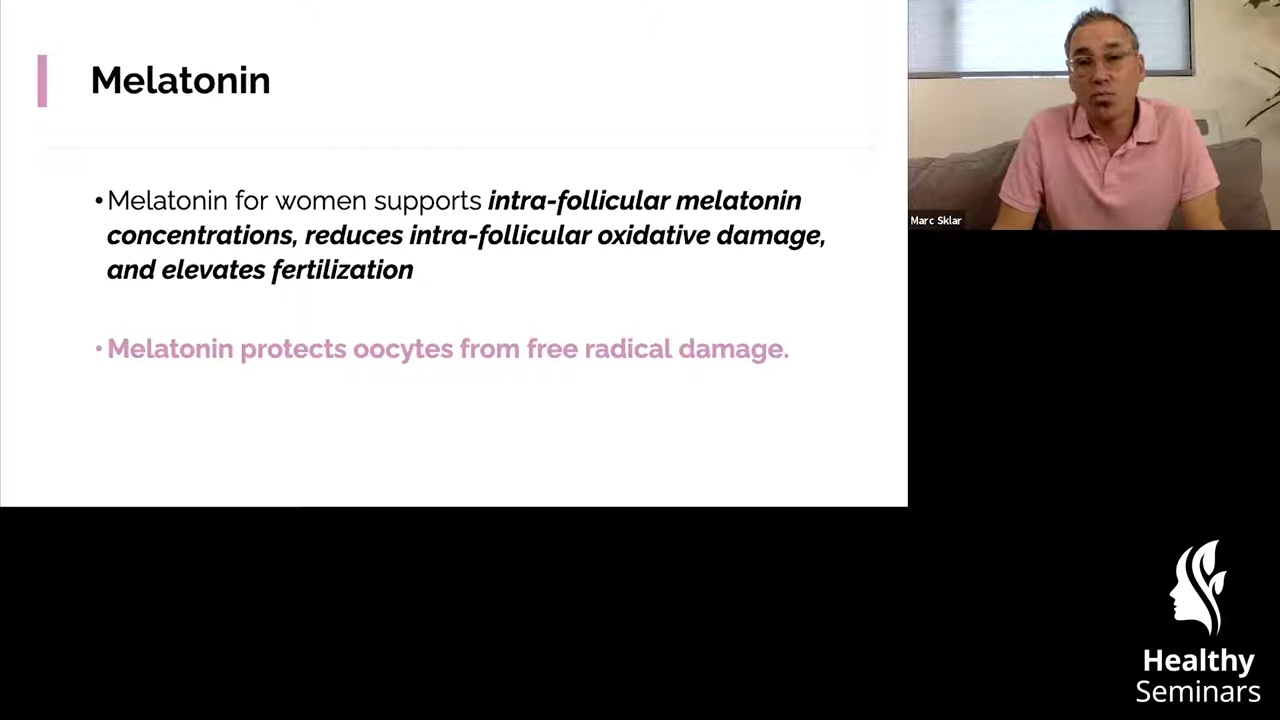 Melatonin
•Melatonin for women supports intra-follicular melatonin
concentrations, reduces intra-follicular oxidative damage,
and elevates fertilization
•Melatonin protects oocytes from free radical damage.
Marc Sklar
Healthy
Seminars